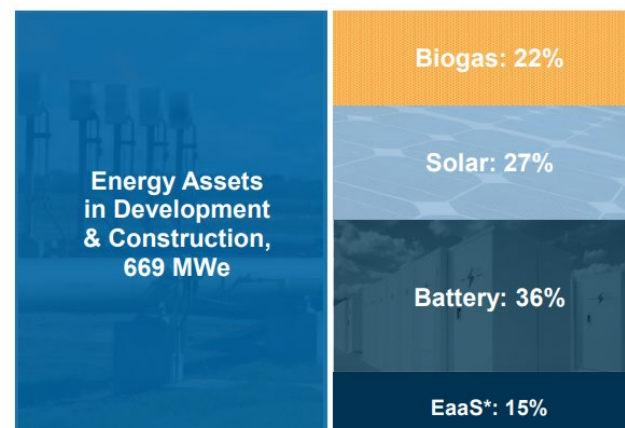 Energy Assets
in Development
& Construction,
669 MWe
Biogas: 22%
Solar: 27%
Battery: 36%
EaaS*: 15%